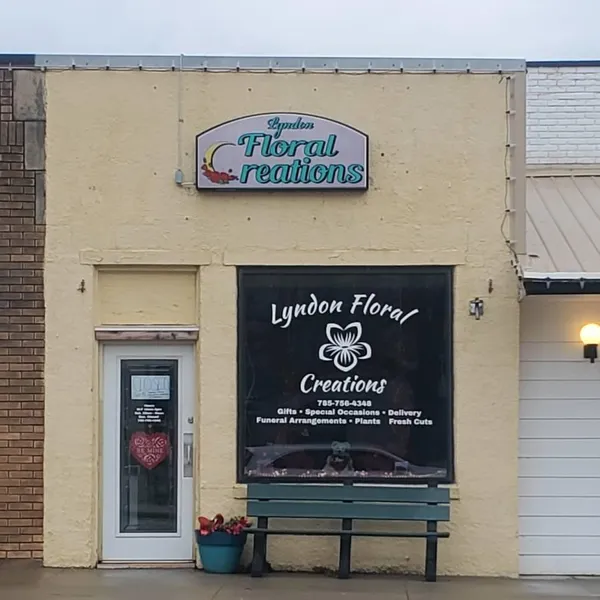 Lyndon
Floral
Creations
Lyndon Floral
Creations
785-756-4348
Gifts • Special Occasions • Delivery
Funeral Arrangements • Plants Fresh Cuts
BE MINE